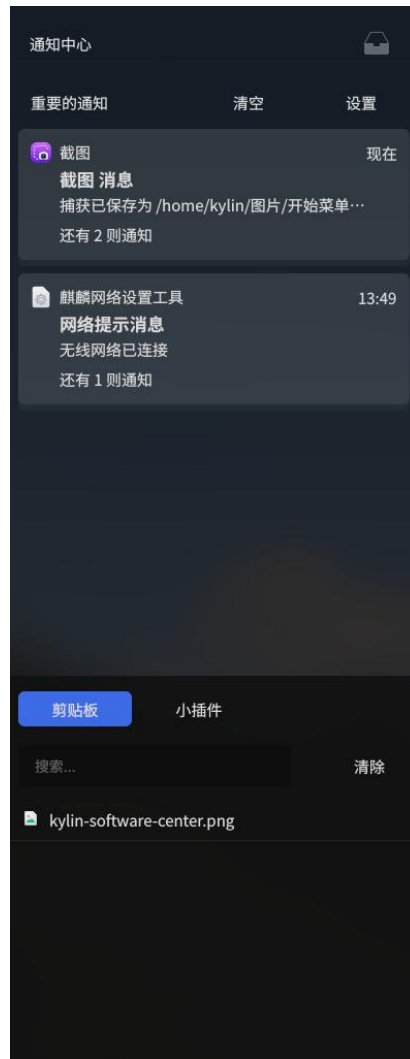 通知中心
重要的通知 清空 设置
截图 现在
截图 消息
捕获已保存为 /home/kylin/图片/开始菜单…
还有 2 则通知
麒麟网络设置工具 13:49
网络提示消息
无线网络已连接
还有 1 则通知
剪贴板 小插件
搜索... 清除
kylin-software-center.png